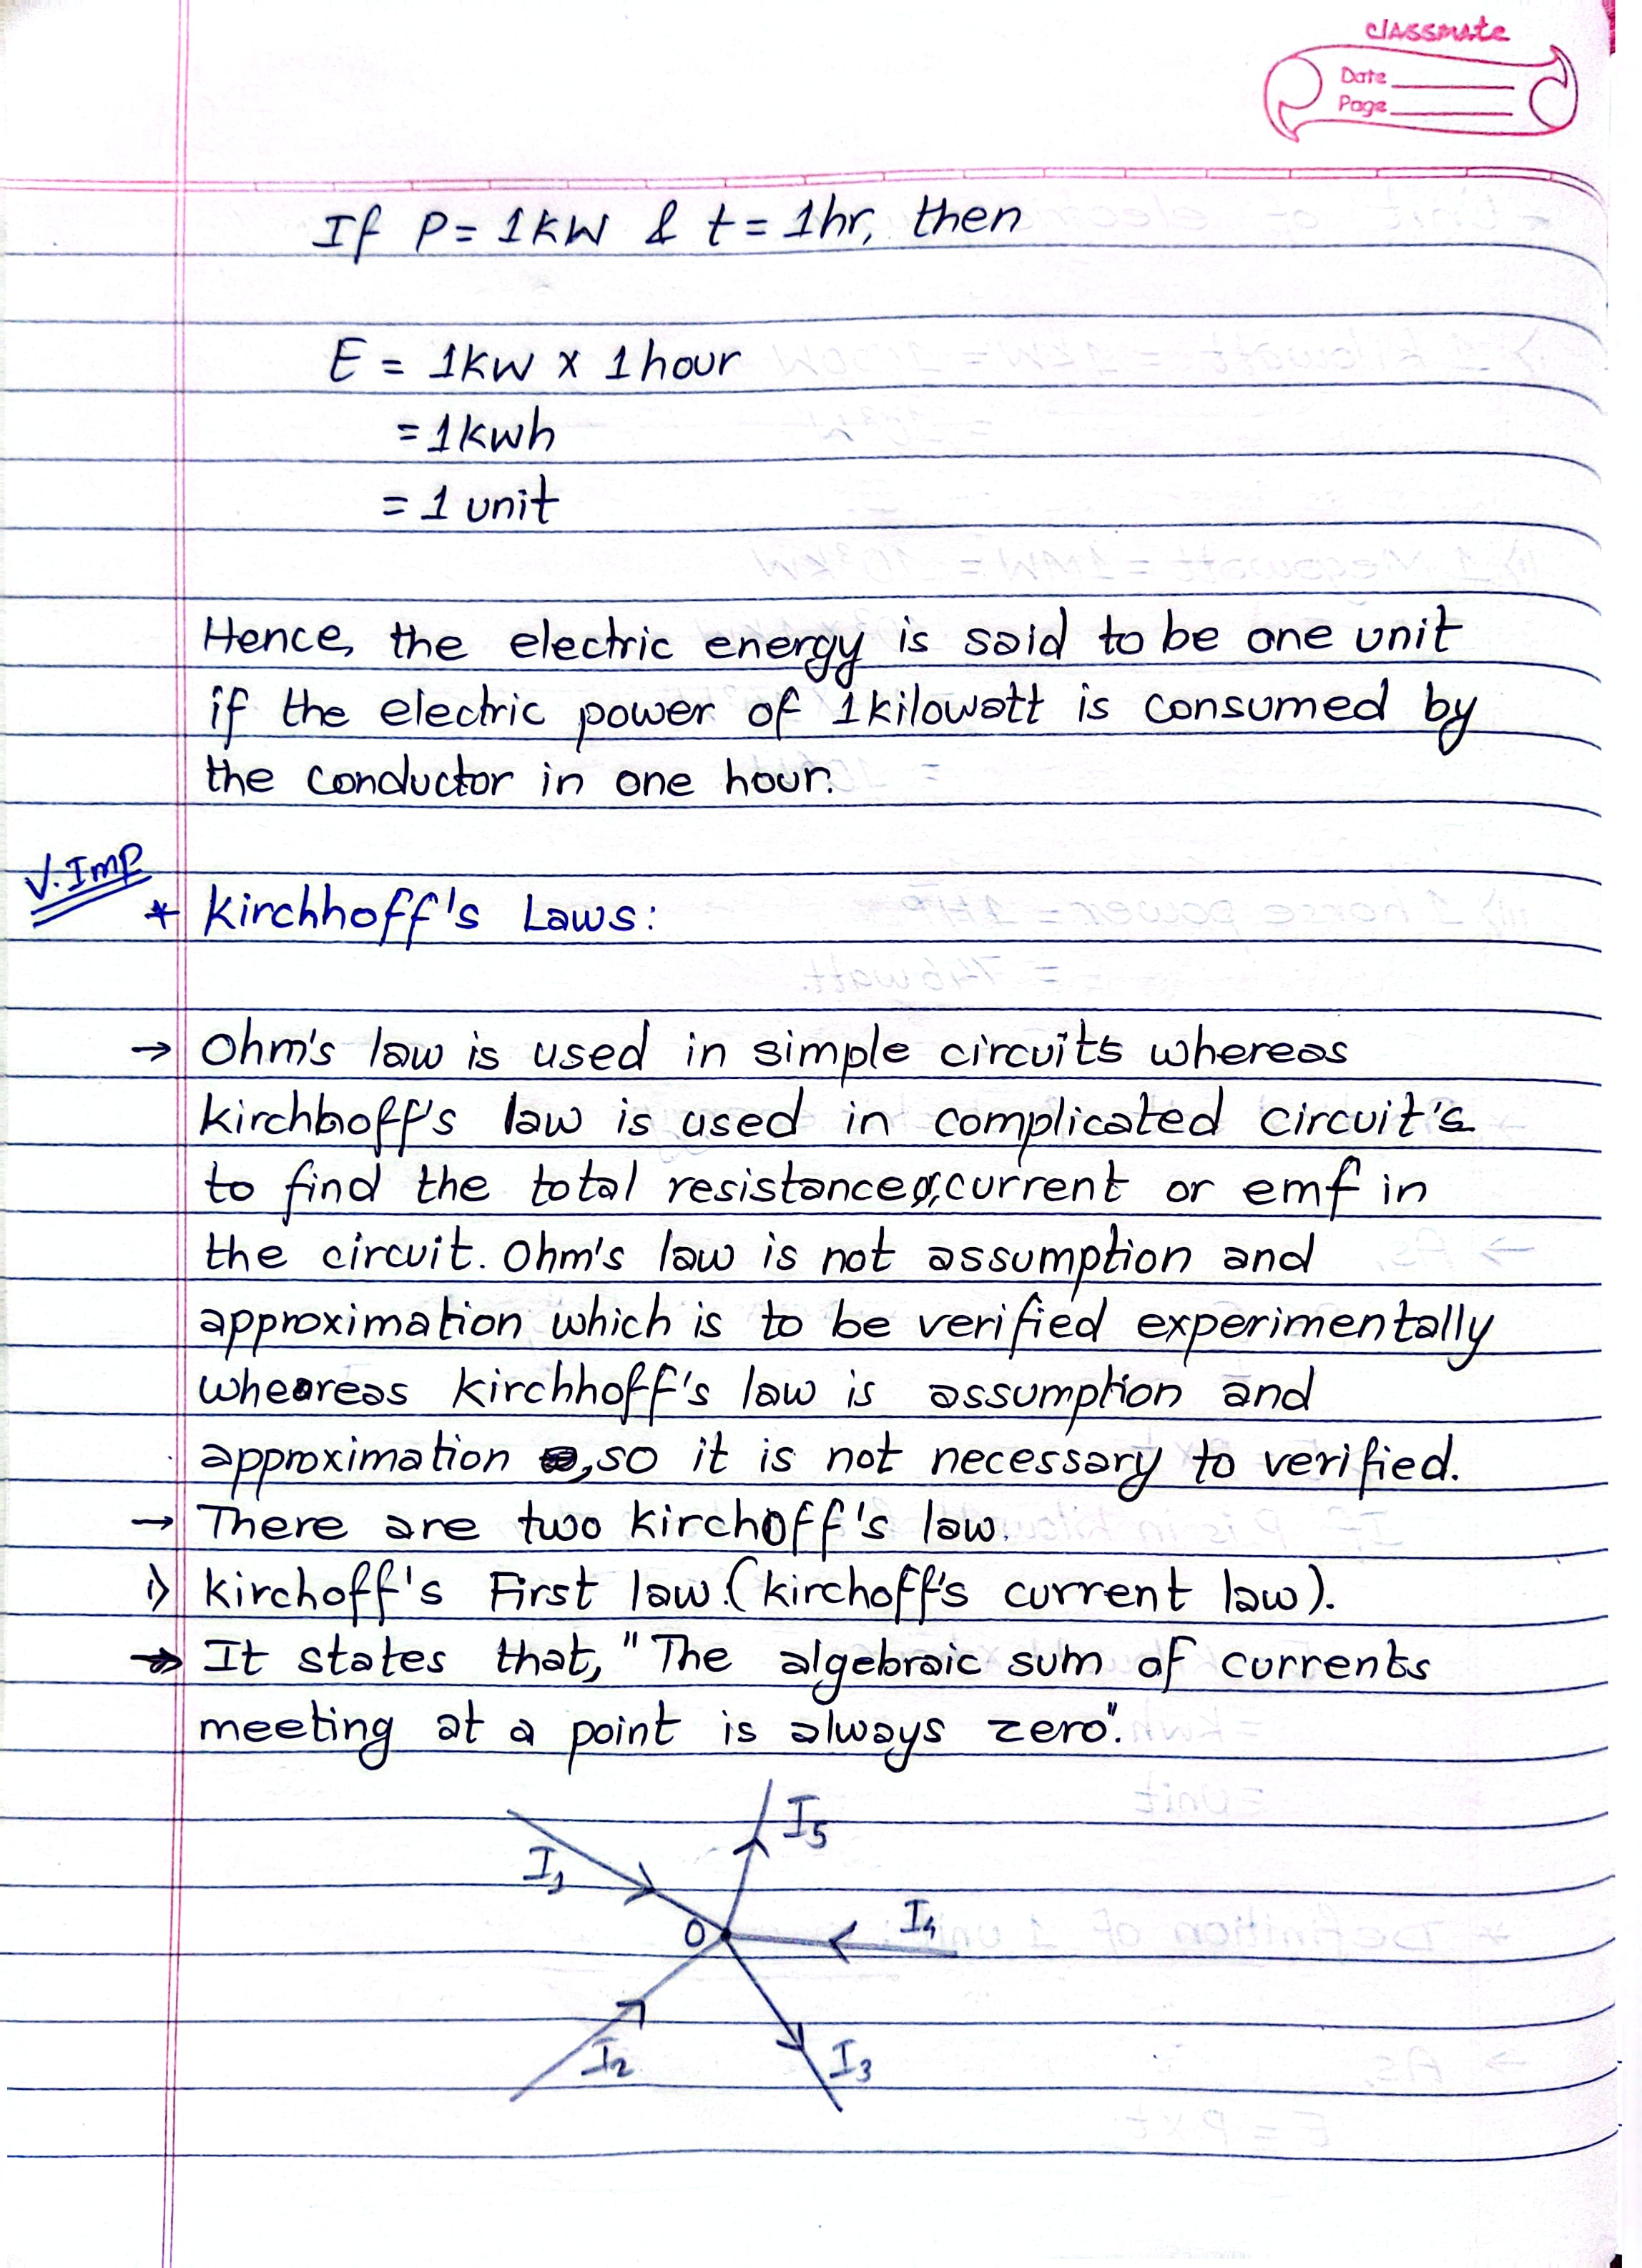 classmate
Date
Page
If P = 1kW & t = 1hr, then
E = 1kw x 1hour
= 1kwh
= 1 unit
Hence, the electric energy is said to be one unit
if the electric power of 1kilowatt is consumed by
the conductor in one hour.
V.Imp
* Kirchhoff's Laws:
→ Ohm's law is used in simple circuits whereas
kirchhoff's law is used in complicated circuit's
to find the total resistance, current or emf in
the circuit. Ohm's law is not assumption and
approximation which is to be verified experimentally
wheareas kirchhoff's law is assumption and
approximation ,so it is not necessary to verified.
→ There are two kirchoff's law.
i) kirchoff's First law.(kirchoff's current law).
→ It states that, "The algebraic sum of currents
meeting at a point is always zero".
I₅
I₁
O
I₄
I₂
I₃